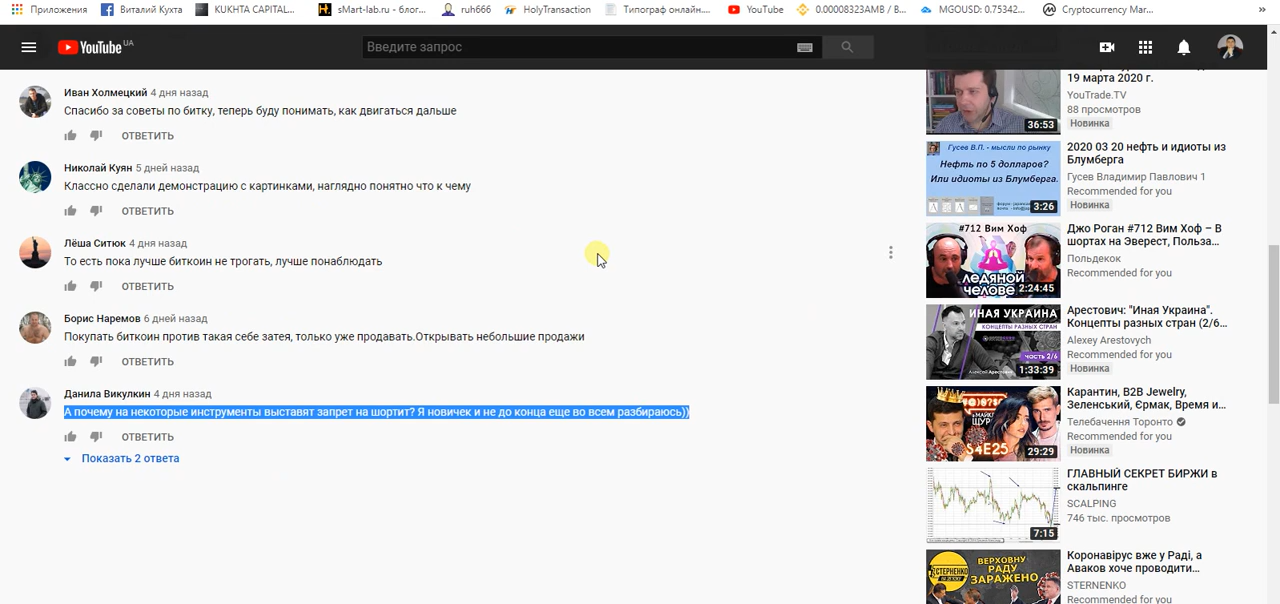 Приложения Виталий Кухта KUKHTA CAPITAL... sMart-lab.ru - блог... ruh666 HolyTransaction Типограф онлайн.... YouTube 0.00008323AMB / B... MGOUSD: 0.75342... Cryptocurrency Mar... »
YouTube UA
Введите запрос
Иван Холмецкий 4 дня назад
Спасибо за советы по битку, теперь буду понимать, как двигаться дальше
ОТВЕТИТЬ
Николай Куян 5 дней назад
Классно сделали демонстрацию с картинками, наглядно понятно что к чему
ОТВЕТИТЬ
Лёша Ситюк 4 дня назад
То есть пока лучше биткоин не трогать, лучше понаблюдать
ОТВЕТИТЬ
Борис Наремов 6 дней назад
Покупать биткоин против такая себе затея, только уже продавать.Открывать небольшие продажи
ОТВЕТИТЬ
Данила Викулкин 4 дня назад
А почему на некоторые инструменты выставят запрет на шортит? Я новичек и не до конца еще во всем разбираюсь))
ОТВЕТИТЬ
Показать 2 ответа
19 марта 2020 г.
YouTrade.TV
88 просмотров
Новинка
36:53
Гусев В.П. - мысли по рынку
Нефть по 5 долларов?
Или идиоты из Блумберга.
3:26
2020 03 20 нефть и идиоты из
Блумберга
Гусев Владимир Павлович 1
Recommended for you
Новинка
#712 Вим Хоф
ЛЕДЯНОЙ
ЧЕЛОВЕ
2:24:45
Джо Роган #712 Вим Хоф – В
шортах на Эверест, Польза...
Польдекок
Recommended for you
ИНАЯ УКРАИНА
КОНЦЕПТЫ РАЗНЫХ СТРАН
ЧАСТЬ 2/6
1:33:39
Арестович: "Иная Украина".
Концепты разных стран (2/6...
Alexey Arestovych
Recommended for you
Новинка
S4E25
29:29
Карантин, B2B Jewelry,
Зеленський, Єрмак, Время и...
Телебачення Торонто
Recommended for you
Новинка
7:15
ГЛАВНЫЙ СЕКРЕТ БИРЖИ в
скальпинге
SCALPING
746 тыс. просмотров
СТЕРНЕНКО
ВЕРХОВНУ
РАДУ
ЗАРАЖЕНО
Коронавірус вже у Раді, а
Аваков хоче проводити...
STERNENKO
Recommended for you